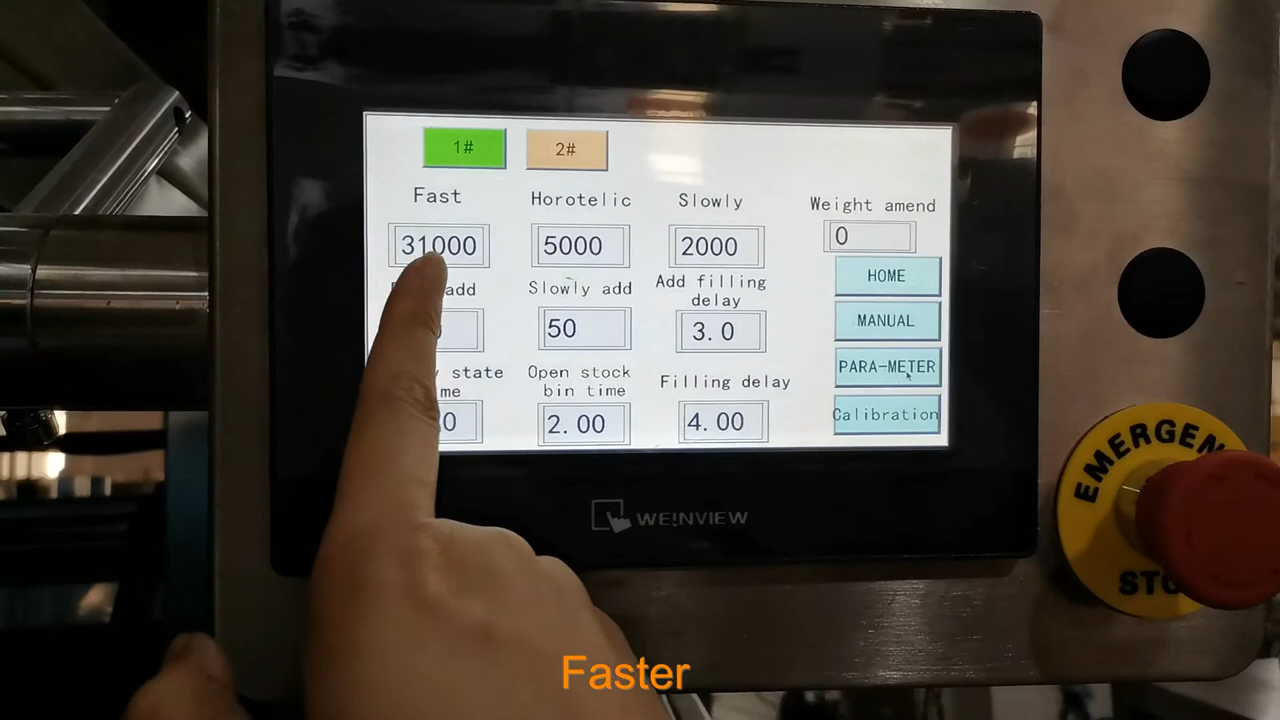 1# 2#
Fast Horotelic Slowly Weight amend
31000 5000 2000 0
add Slowly add Add filling
delay HOME
50 3.0 MANUAL
state Open stock Filling delay PARA-METER
bin time
2.00 4.00 Calibration
WEINVIEW
EMERGEN
STO
Faster